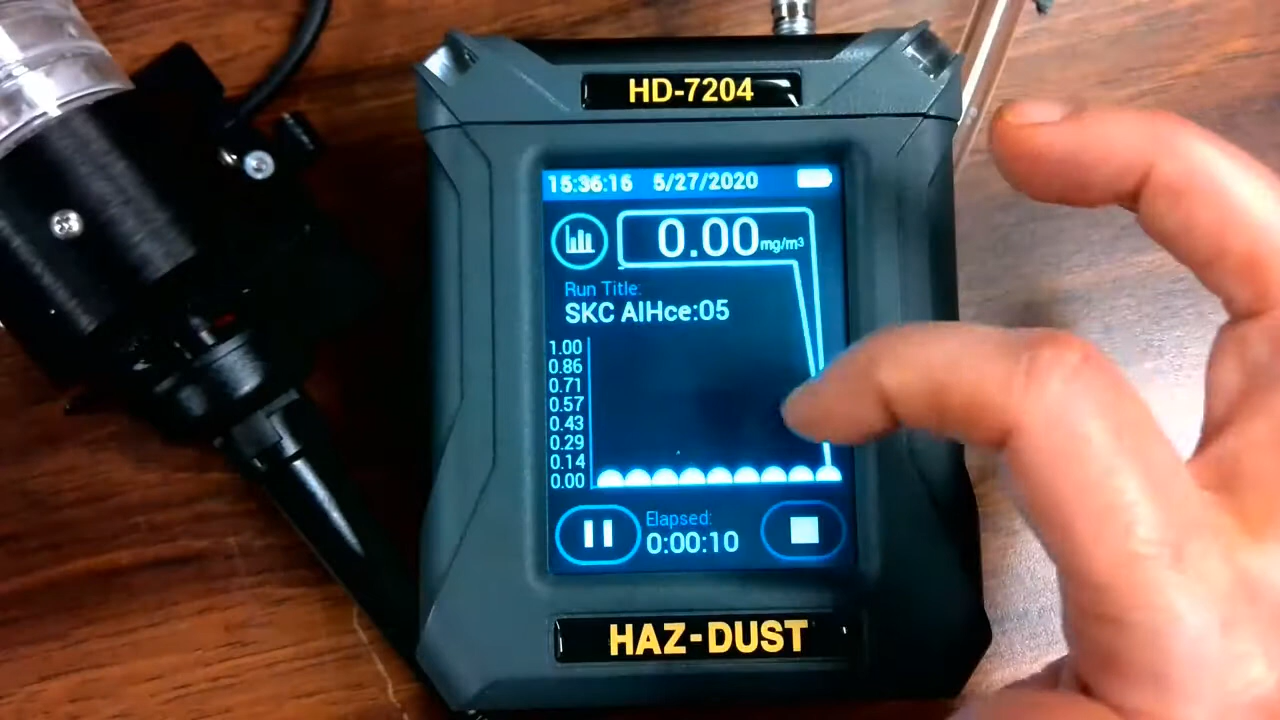 HD-7204
15:36:16 5/27/2020
0.00 mg/m³
Run Title:
SKC AIHce:05
1.00
0.86
0.71
0.57
0.43
0.29
0.14
0.00
Elapsed:
0:00:10
HAZ-DUST